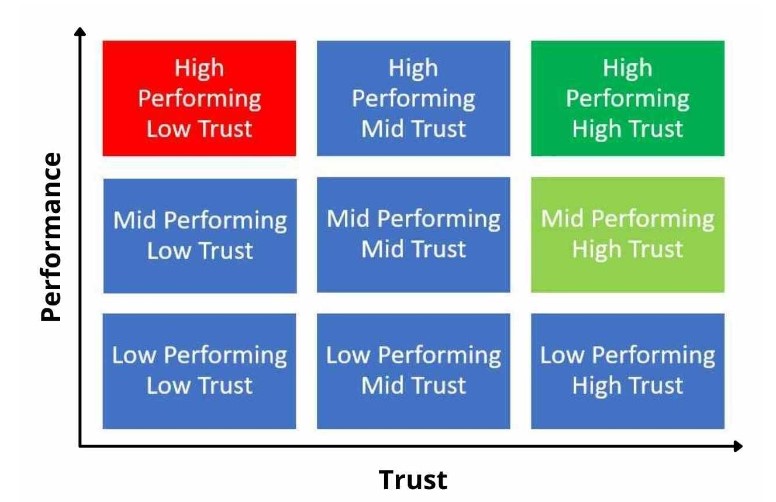 Performance
High
Performing
Low Trust
High
Performing
Mid Trust
High
Performing
High Trust
Mid Performing
Low Trust
Mid Performing
Mid Trust
Mid Performing
High Trust
Low Performing
Low Trust
Low Performing
Mid Trust
Low Performing
High Trust
Trust